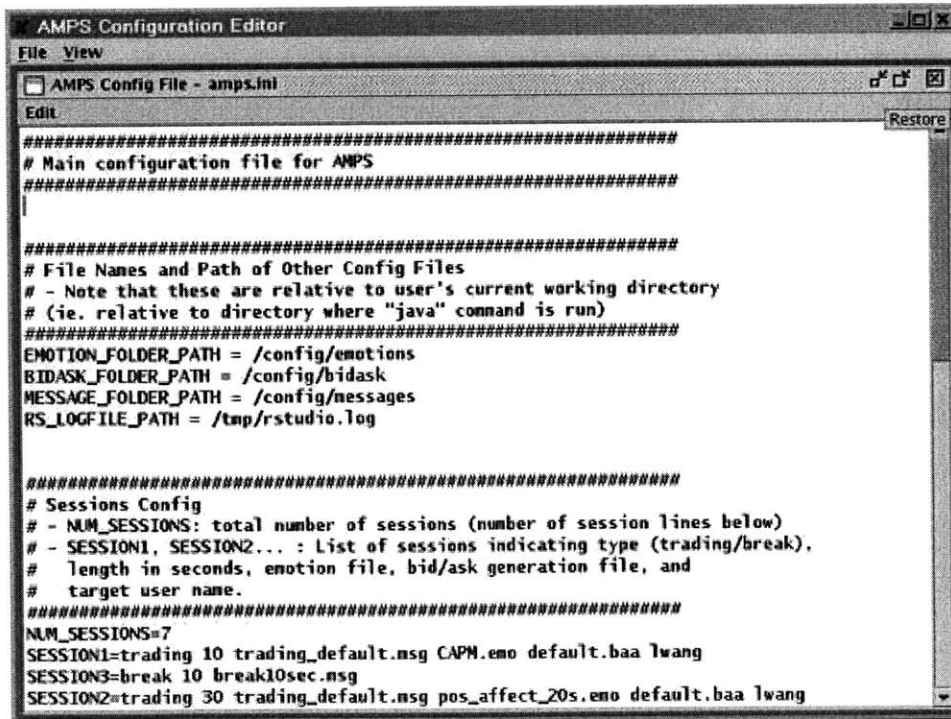 AMPS Configuration Editor
File View
AMPS Config File - amps.ini
Edit
Restore
###############################################################
# Main configuration file for AMPS
###############################################################
###############################################################
# File Names and Path of Other Config Files
# - Note that these are relative to user's current working directory
# (ie. relative to directory where "java" command is run)
###############################################################
EMOTION_FOLDER_PATH = /config/emotions
BIDASK_FOLDER_PATH = /config/bidask
MESSAGE_FOLDER_PATH = /config/messages
RS_LOGFILE_PATH = /tmp/rstudio.log
###############################################################
# Sessions Config
# - NUM_SESSIONS: total number of sessions (number of session lines below)
# - SESSION1, SESSION2... : List of sessions indicating type (trading/break),
#   length in seconds, emotion file, bid/ask generation file, and
#   target user name.
###############################################################
NUM_SESSIONS=7
SESSION1=trading 10 trading_default.msg CAPM.emo default.baa lwang
SESSION3=break 10 break10sec.msg
SESSION2=trading 30 trading_default.msg pos_affect_20s.emo default.baa lwang